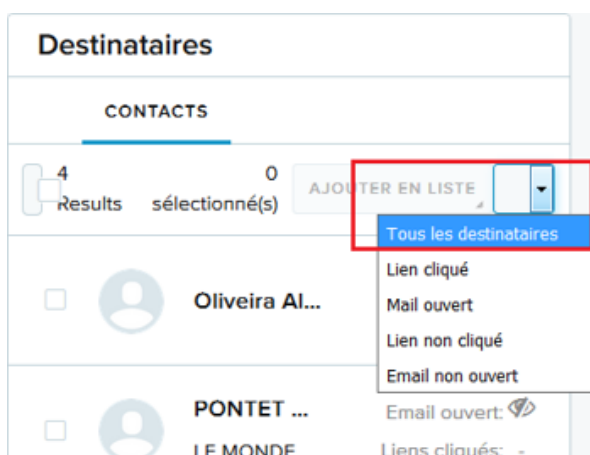 Destinataires
CONTACTS
4 0
Results sélectionné(s) AJOUTER EN LISTE
Tous les destinataires
Lien cliqué
Mail ouvert
Lien non cliqué
Email non ouvert
Oliveira Al...
PONTET ... Email ouvert:
LE MONDE Liens cliqués: -